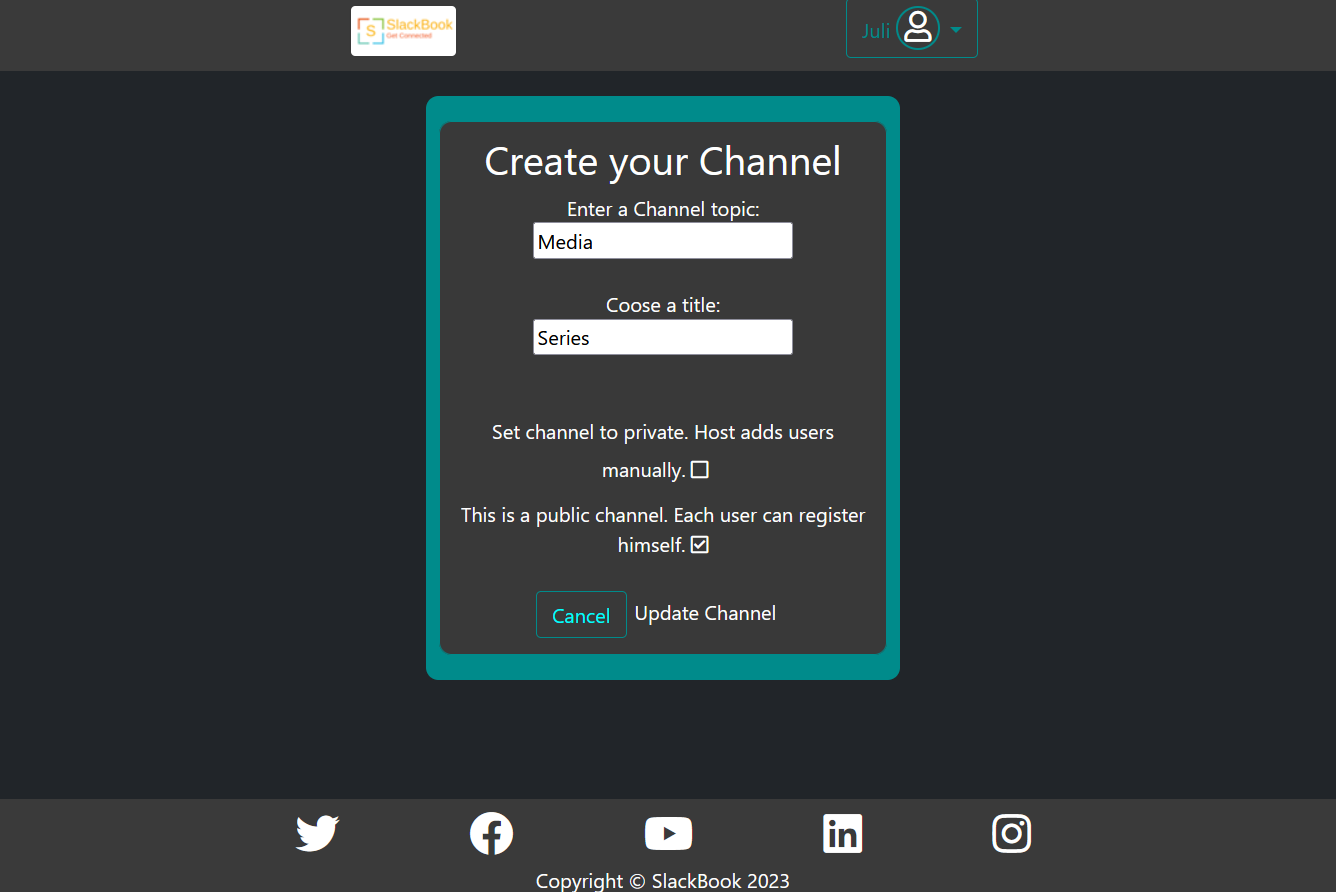 S SlackBook
Get Connected
Juli
Create your Channel
Enter a Channel topic:
Media
Coose a title:
Series
Set channel to private. Host adds users
manually.
This is a public channel. Each user can register
himself.
Cancel Update Channel
in
Copyright © SlackBook 2023